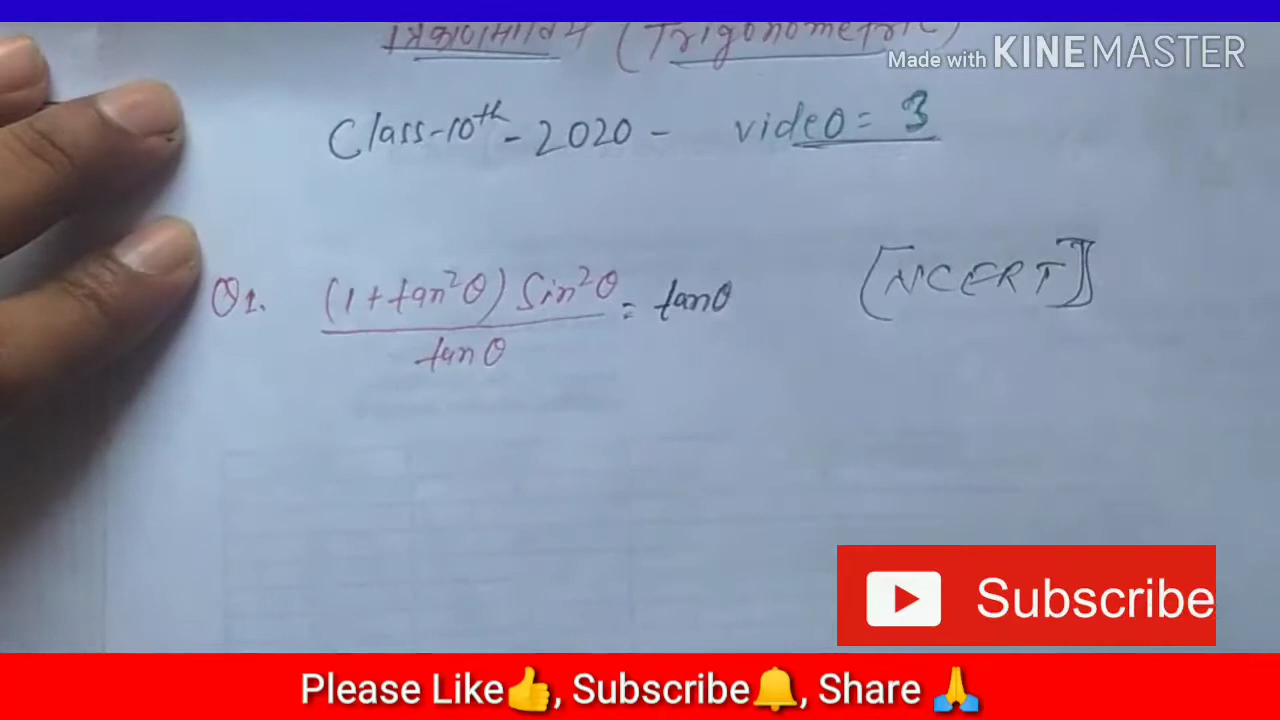 त्रिकोणमिति (Trigonometric)
Made with KINEMASTER
Class-10th - 2020 - video = 3
Q1. (1 + tan²θ) Sin²θ = tanθ [NCERT]
tanθ
Subscribe
Please Like👍, Subscribe🔔, Share 🙏